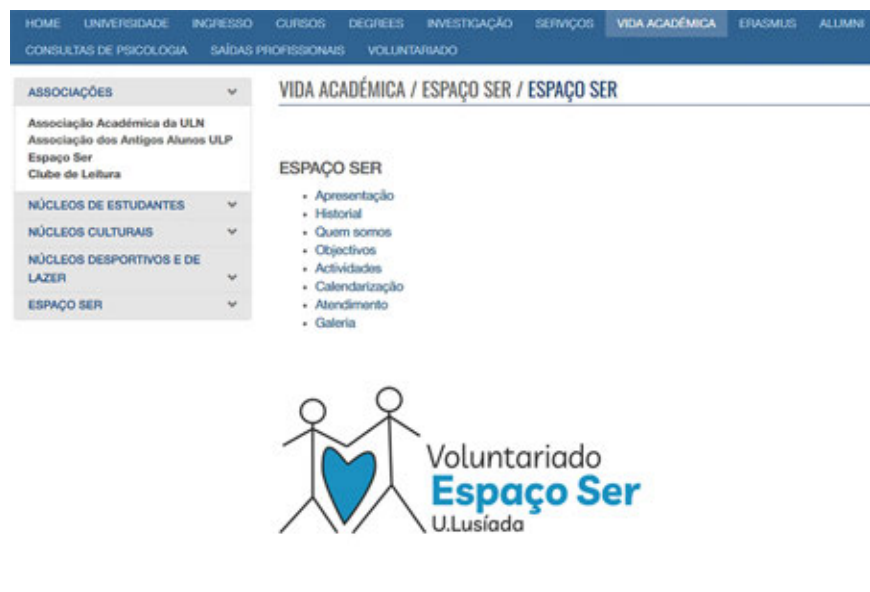 HOME UNIVERSIDADE INGRESSO CURSOS DEGREES INVESTIGAÇÃO SERVIÇOS VIDA ACADÉMICA ERASMUS ALUMNI
CONSULTAS DE PSICOLOGIA SAÍDAS PROFISSIONAIS VOLUNTARIADO
ASSOCIAÇÕES
Associação Académica da ULN
Associação dos Antigos Alunos ULP
Espaço Ser
Clube de Leitura
NÚCLEOS DE ESTUDANTES
NÚCLEOS CULTURAIS
NÚCLEOS DESPORTIVOS E DE
LAZER
ESPAÇO SER
VIDA ACADÉMICA / ESPAÇO SER / ESPAÇO SER
ESPAÇO SER
Apresentação
Historial
Quem somos
Objectivos
Actividades
Calendarização
Atendimento
Galeria
Voluntariado
Espaço Ser
U.Lusíada